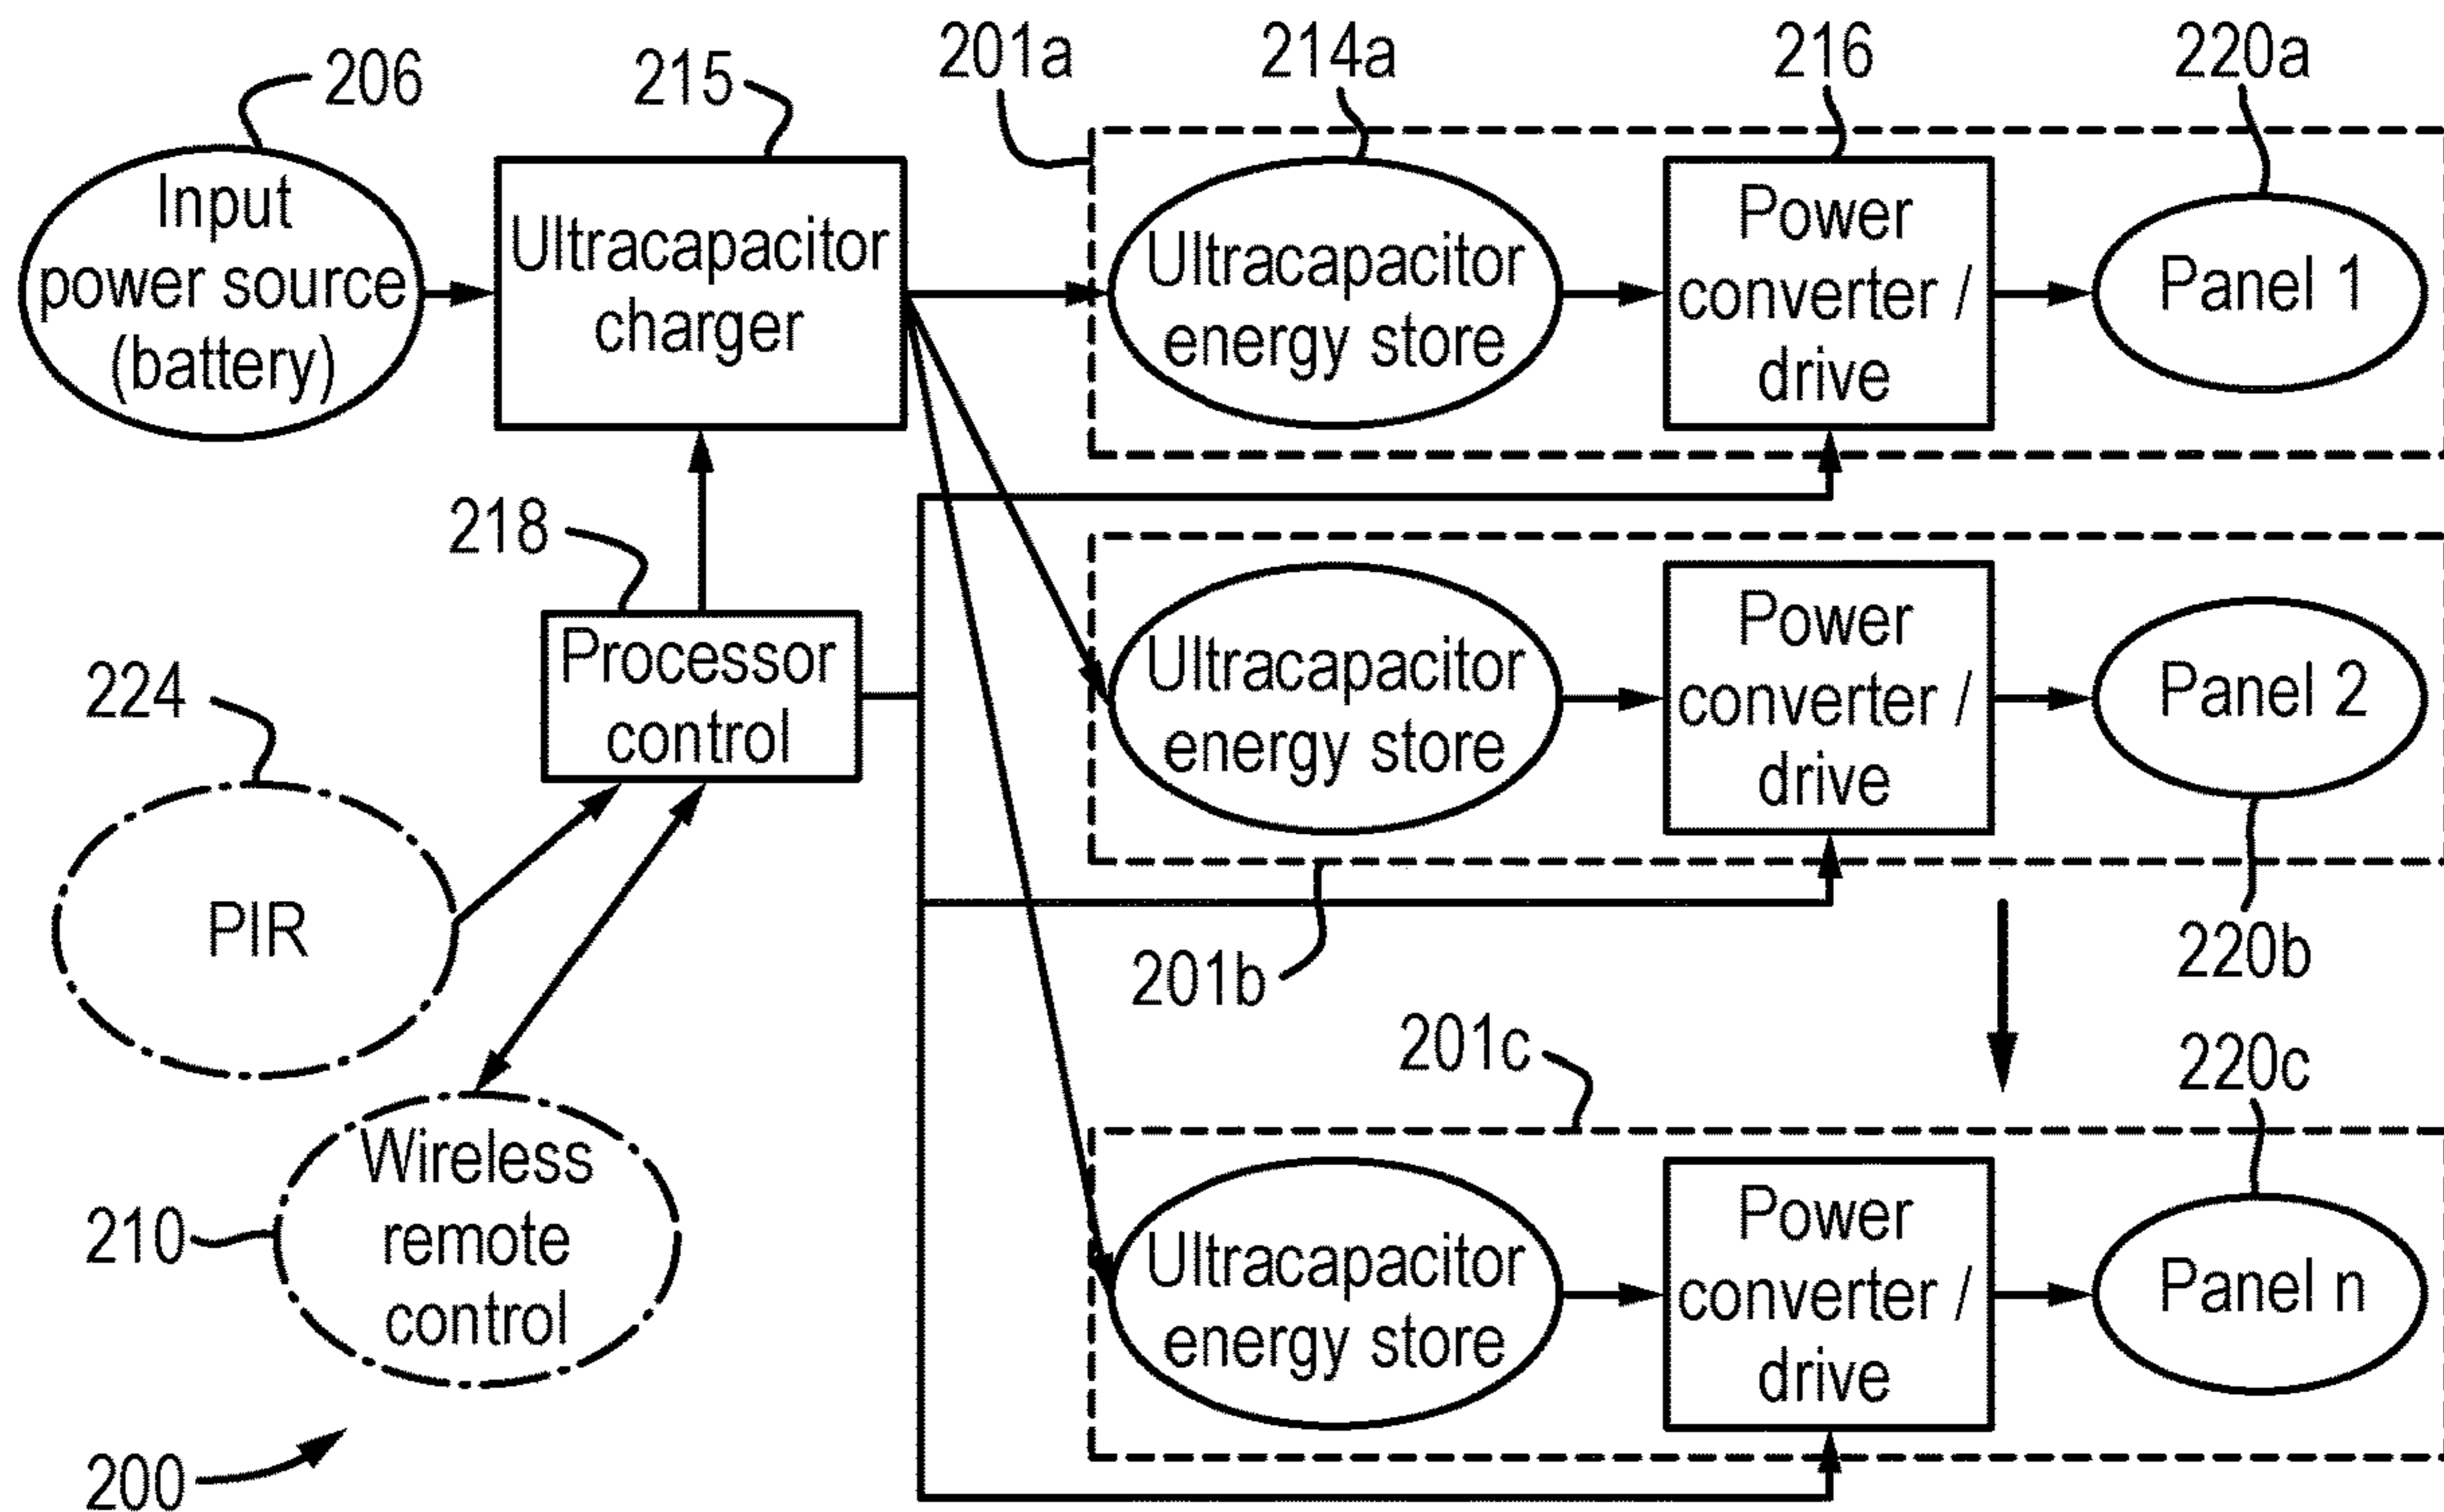 206
215
201a
214a
216
220a
Input
power source
(battery)
Ultracapacitor
charger
Ultracapacitor
energy store
Power
converter /
drive
Panel 1
218
Processor
control
Ultracapacitor
energy store
Power
converter /
drive
Panel 2
224
PIR
201b
220b
201c
220c
Wireless
remote
control
210
Ultracapacitor
energy store
Power
converter /
drive
Panel n
200